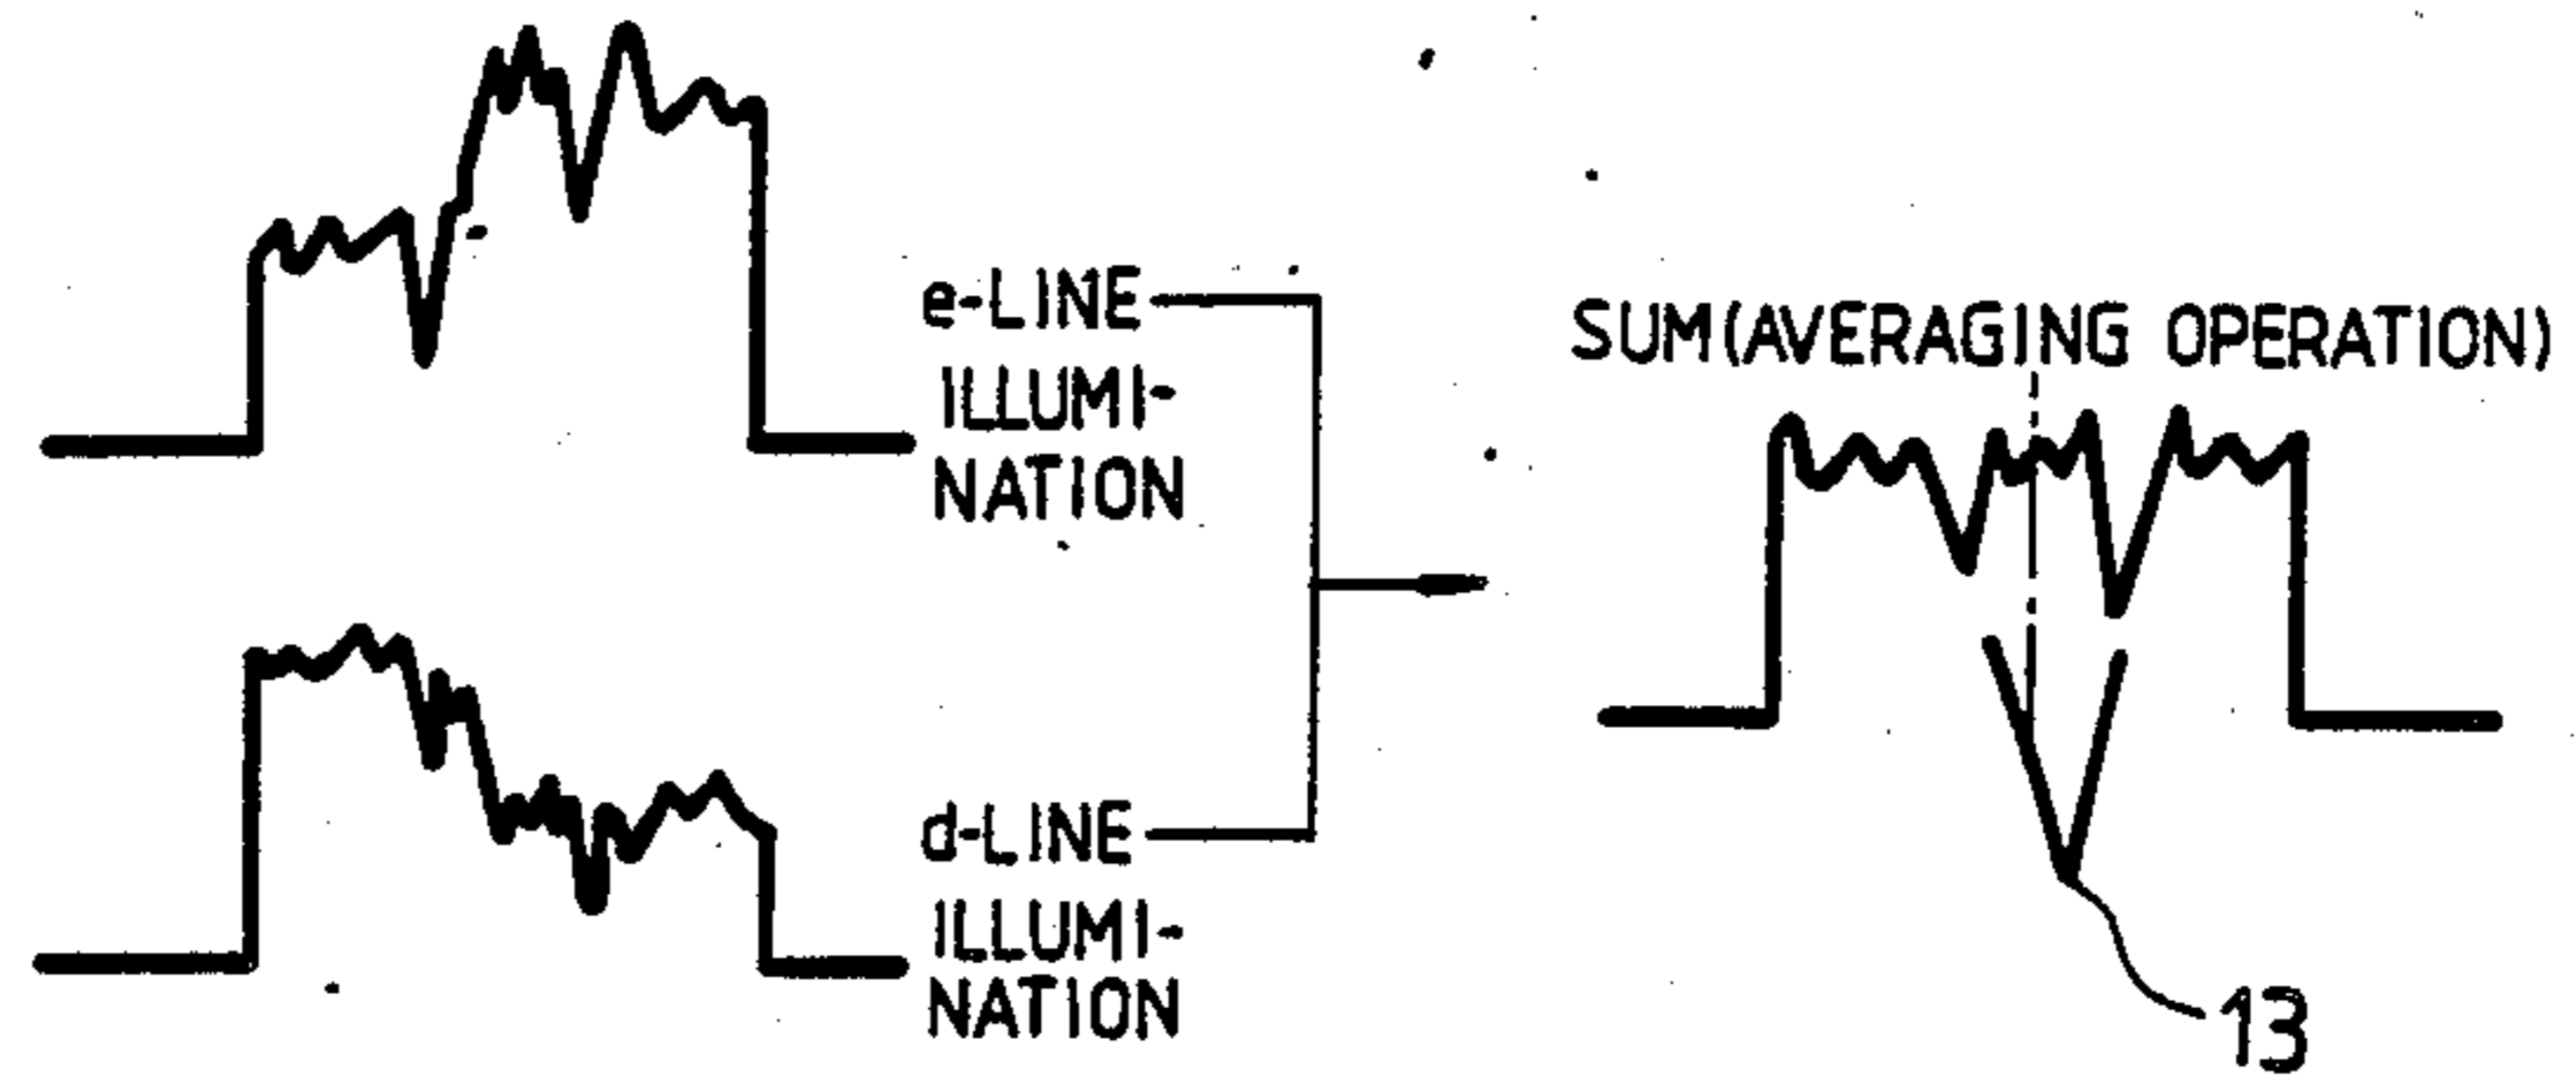 e-LINE
ILLUMI-
NATION
SUM(AVERAGING OPERATION)
d-LINE
ILLUMI-
NATION
13